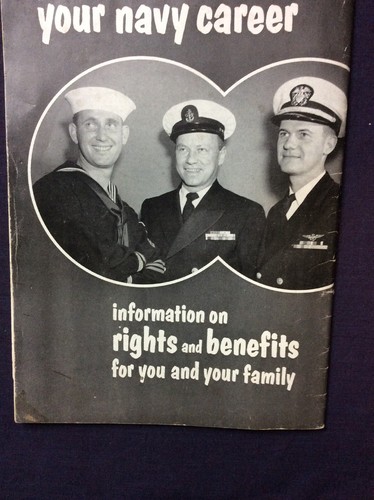 your navy career
information on
rights and benefits
for you and your family